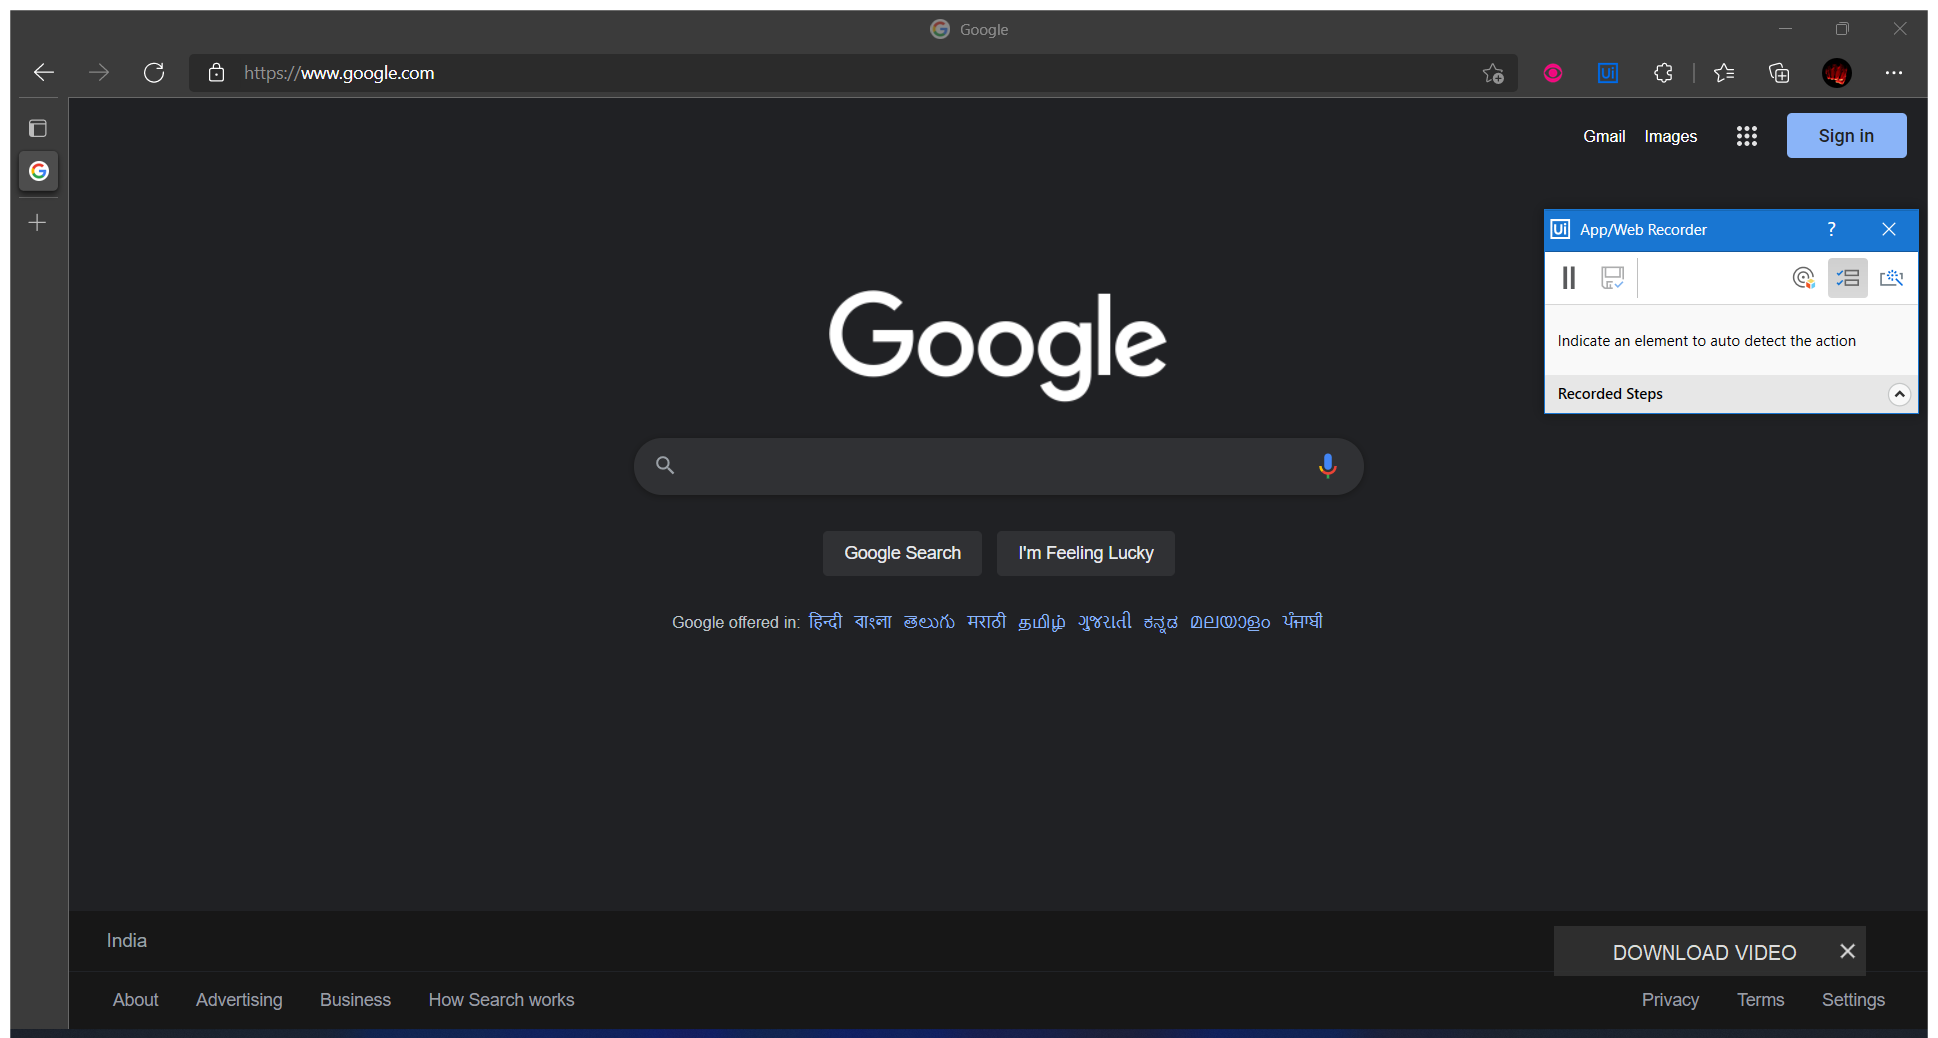 Google
https://www.google.com
Ui
Gmail Images Sign in
Ui App/Web Recorder ?
Indicate an element to auto detect the action
Recorded Steps
Google
Google Search I'm Feeling Lucky
Google offered in: हिन्दी বাংলা తెలుగు मराठी தமிழ் ગુજરાતી ಕನ್ನಡ മലയാളം ਪੰਜਾਬੀ
India
DOWNLOAD VIDEO
About Advertising Business How Search works Privacy Terms Settings